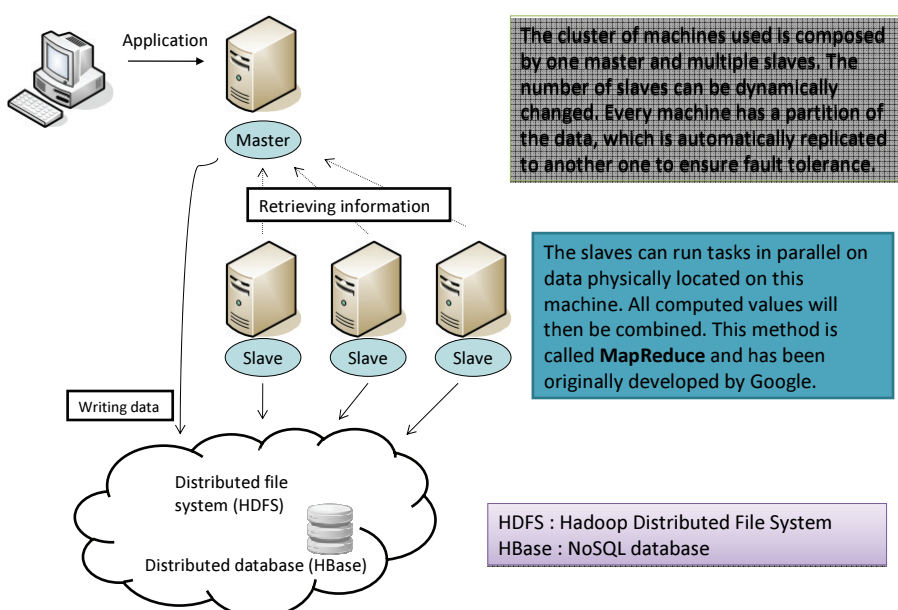 Application
The cluster of machines used is composed
by one master and multiple slaves. The
number of slaves can be dynamically
changed. Every machine has a partition of
the data, which is automatically replicated
to another one to ensure fault tolerance.
Master
Retrieving information
The slaves can run tasks in parallel on
data physically located on this
machine. All computed values will
then be combined. This method is
called MapReduce and has been
originally developed by Google.
Slave
Slave
Slave
Writing data
Distributed file
system (HDFS)
Distributed database (HBase)
HDFS : Hadoop Distributed File System
HBase : NoSQL database